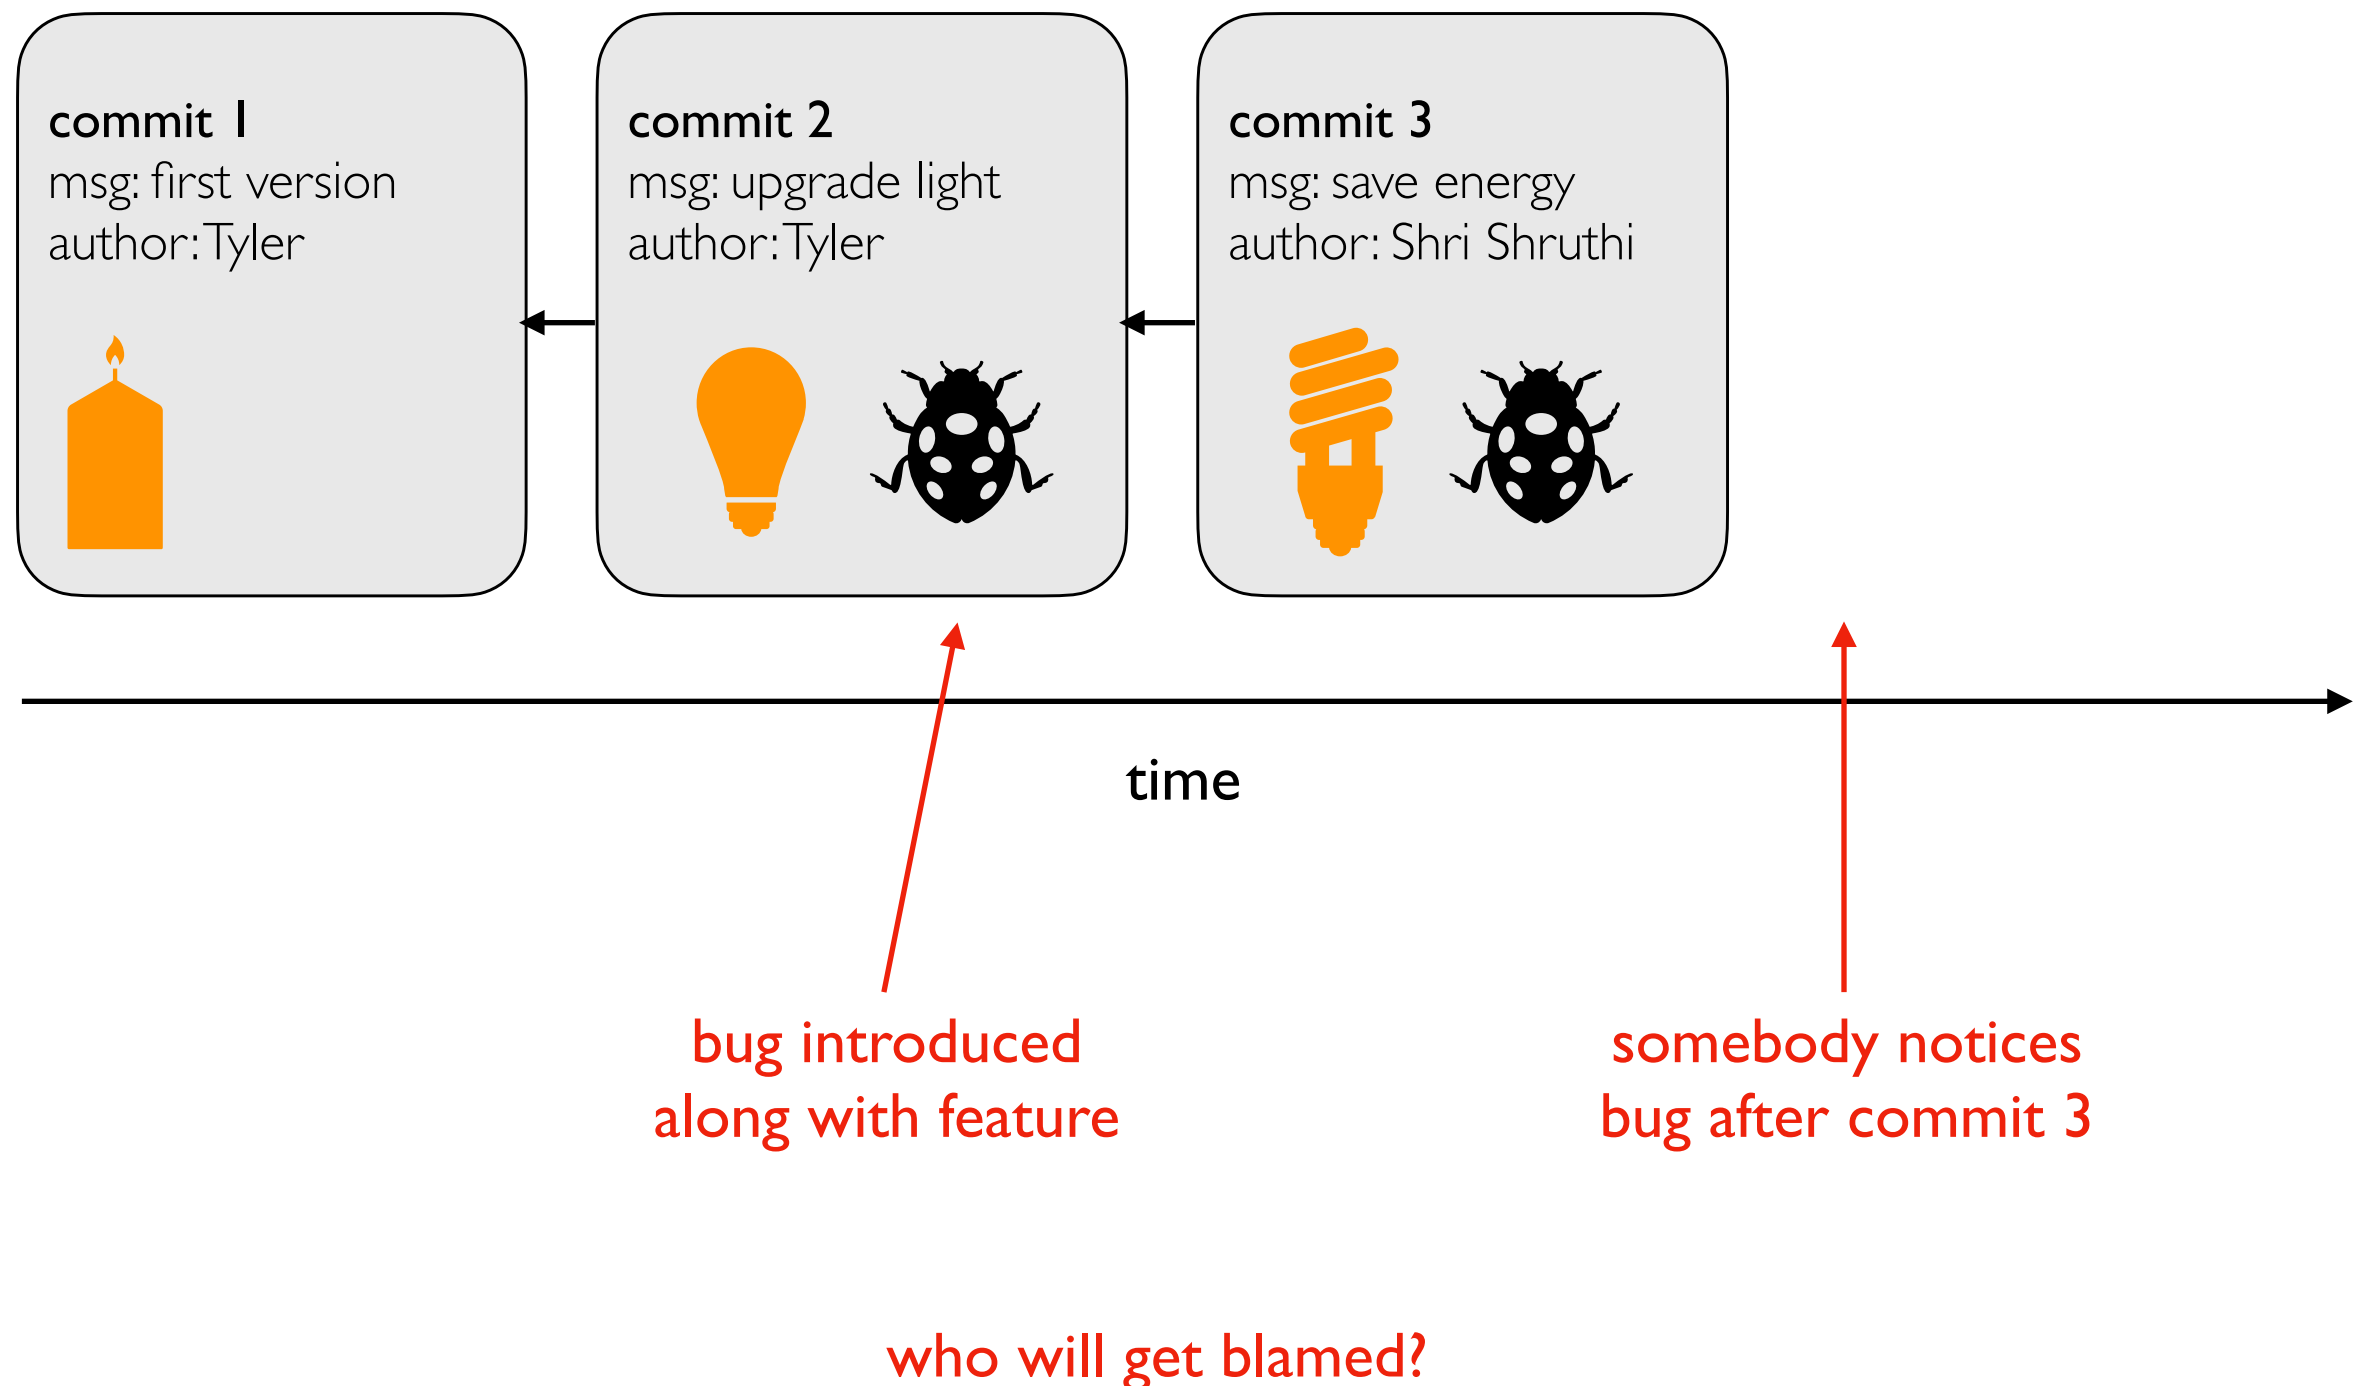 commit 1
msg: first version
author: Tyler
commit 2
msg: upgrade light
author: Tyler
commit 3
msg: save energy
author: Shri Shruthi
time
bug introduced
along with feature
somebody notices
bug after commit 3
who will get blamed?